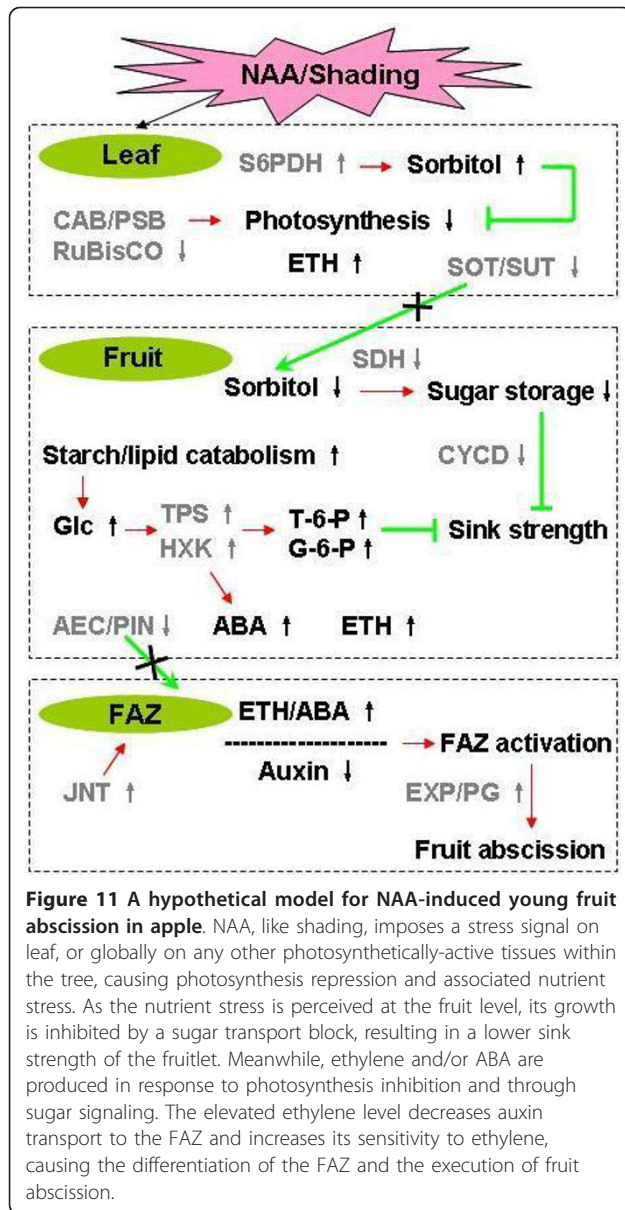 NAA/Shading
Leaf
S6PDH ↑ → Sorbitol ↑
CAB/PSB → Photosynthesis ↓
RuBisCO ↓
ETH ↑ SOT/SUT ↓
Fruit
SDH ↓
Sorbitol ↓ → Sugar storage ↓
Starch/lipid catabolism ↑
CYCD ↓
Glc ↑ → TPS ↑ → T-6-P ↑
HXK ↑ G-6-P ↑
Sink strength
AEC/PIN ↓ ABA ↑ ETH ↑
FAZ
ETH/ABA ↑
→ FAZ activation
Auxin ↓
JNT ↑
EXP/PG ↑
Fruit abscission
Figure 11 A hypothetical model for NAA-induced young fruit
abscission in apple. NAA, like shading, imposes a stress signal on
leaf, or globally on any other photosynthetically-active tissues within
the tree, causing photosynthesis repression and associated nutrient
stress. As the nutrient stress is perceived at the fruit level, its growth
is inhibited by a sugar transport block, resulting in a lower sink
strength of the fruitlet. Meanwhile, ethylene and/or ABA are
produced in response to photosynthesis inhibition and through
sugar signaling. The elevated ethylene level decreases auxin
transport to the FAZ and increases its sensitivity to ethylene,
causing the differentiation of the FAZ and the execution of fruit
abscission.